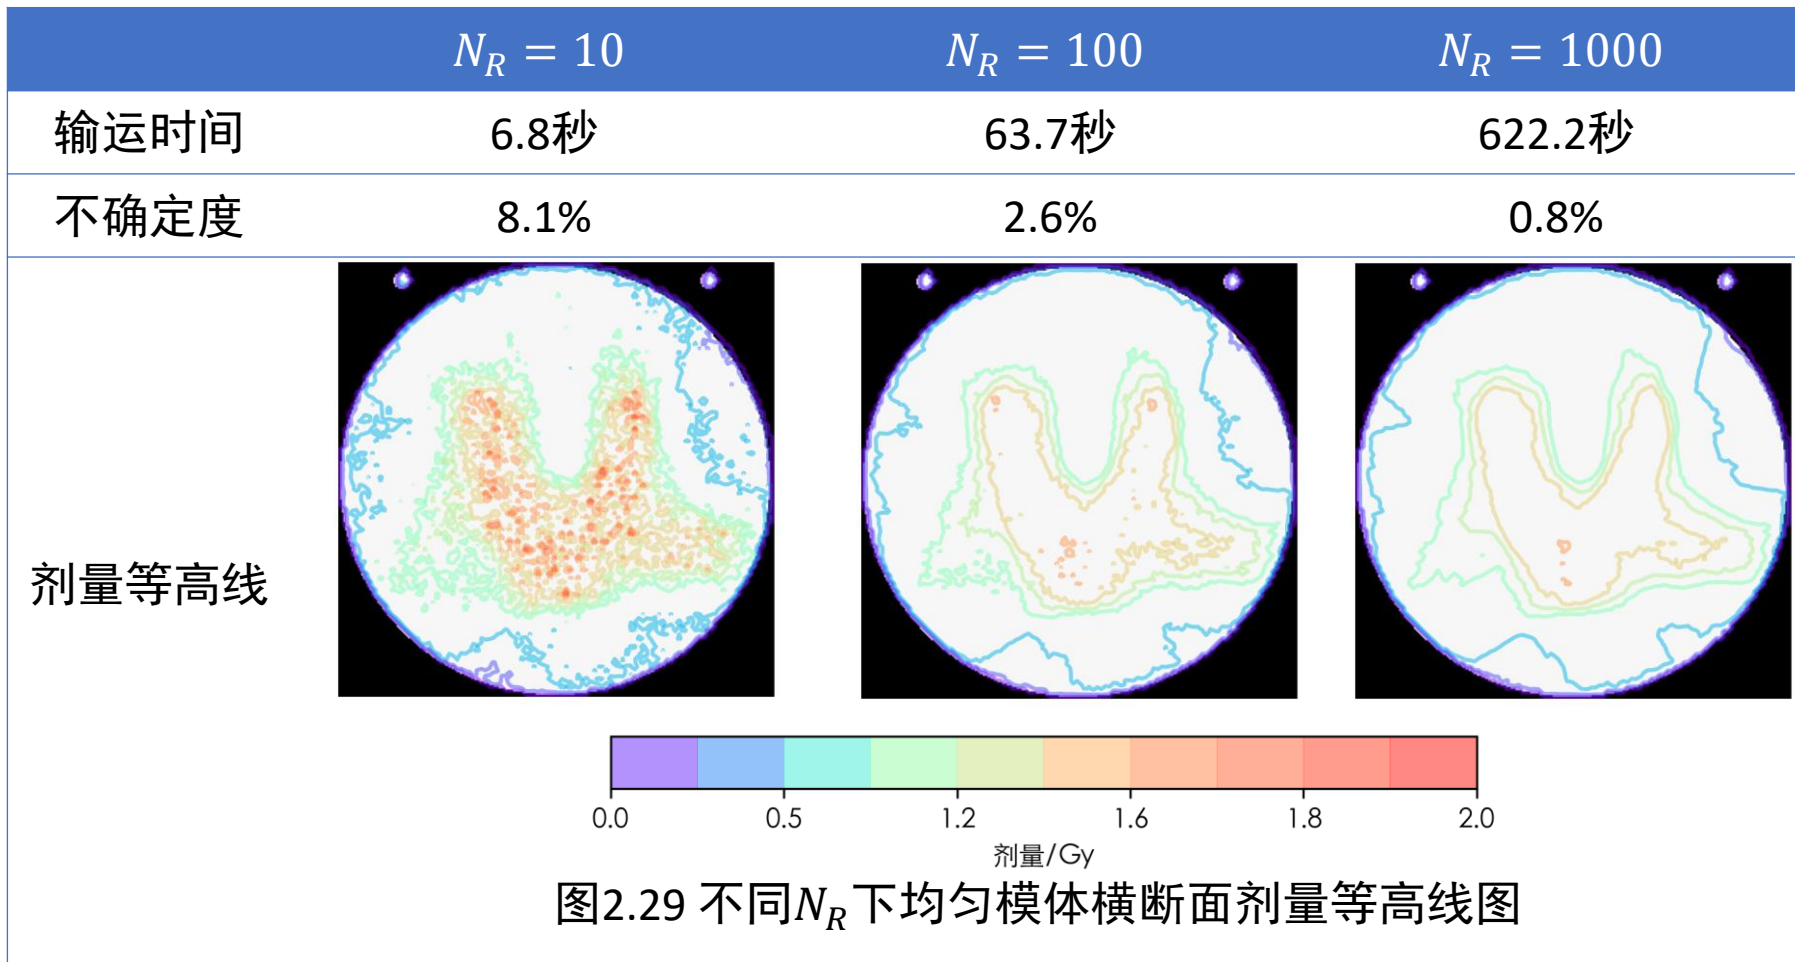 N_R = 10 N_R = 100 N_R = 1000
输运时间 6.8秒 63.7秒 622.2秒
不确定度 8.1% 2.6% 0.8%
剂量等高线
0.0 0.5 1.2 1.6 1.8 2.0
剂量/Gy
图2.29 不同N_R下均匀模体横断面剂量等高线图